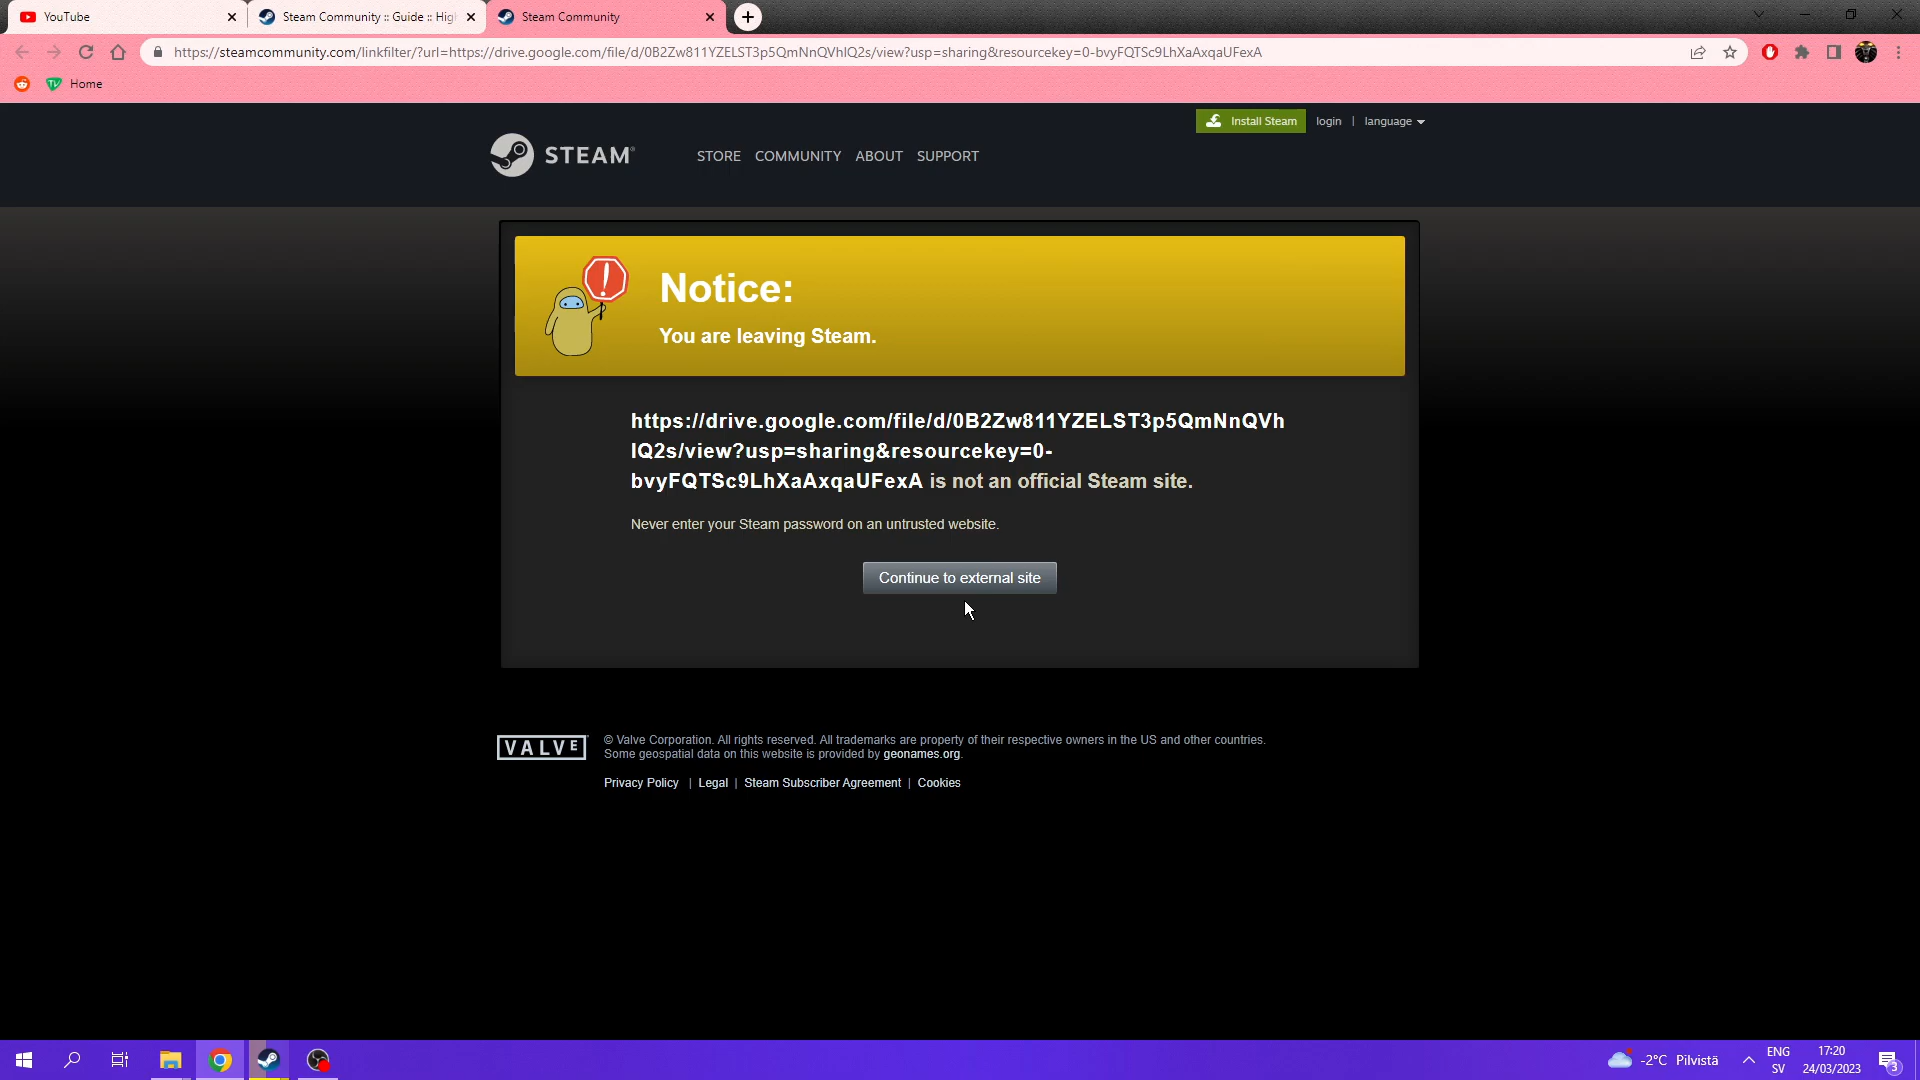 YouTube
Steam Community :: Guide :: High
Steam Community
https://steamcommunity.com/linkfilter/?url=https://drive.google.com/file/d/0B2Zw811YZELST3p5QmNnQVhlQ2s/view?usp=sharing&resourcekey=0-bvyFQTSc9LhXaAxqaUFexA
Home
Install Steam login | language
STEAM® STORE COMMUNITY ABOUT SUPPORT
Notice:
You are leaving Steam.
https://drive.google.com/file/d/0B2Zw811YZELST3p5QmNnQVh
lQ2s/view?usp=sharing&resourcekey=0-
bvyFQTSc9LhXaAxqaUFexA is not an official Steam site.
Never enter your Steam password on an untrusted website.
Continue to external site
VALVE
© Valve Corporation. All rights reserved. All trademarks are property of their respective owners in the US and other countries.
Some geospatial data on this website is provided by geonames.org.
Privacy Policy | Legal | Steam Subscriber Agreement | Cookies
-2°C Pilvistä
ENG
SV
17:20
24/03/2023
3